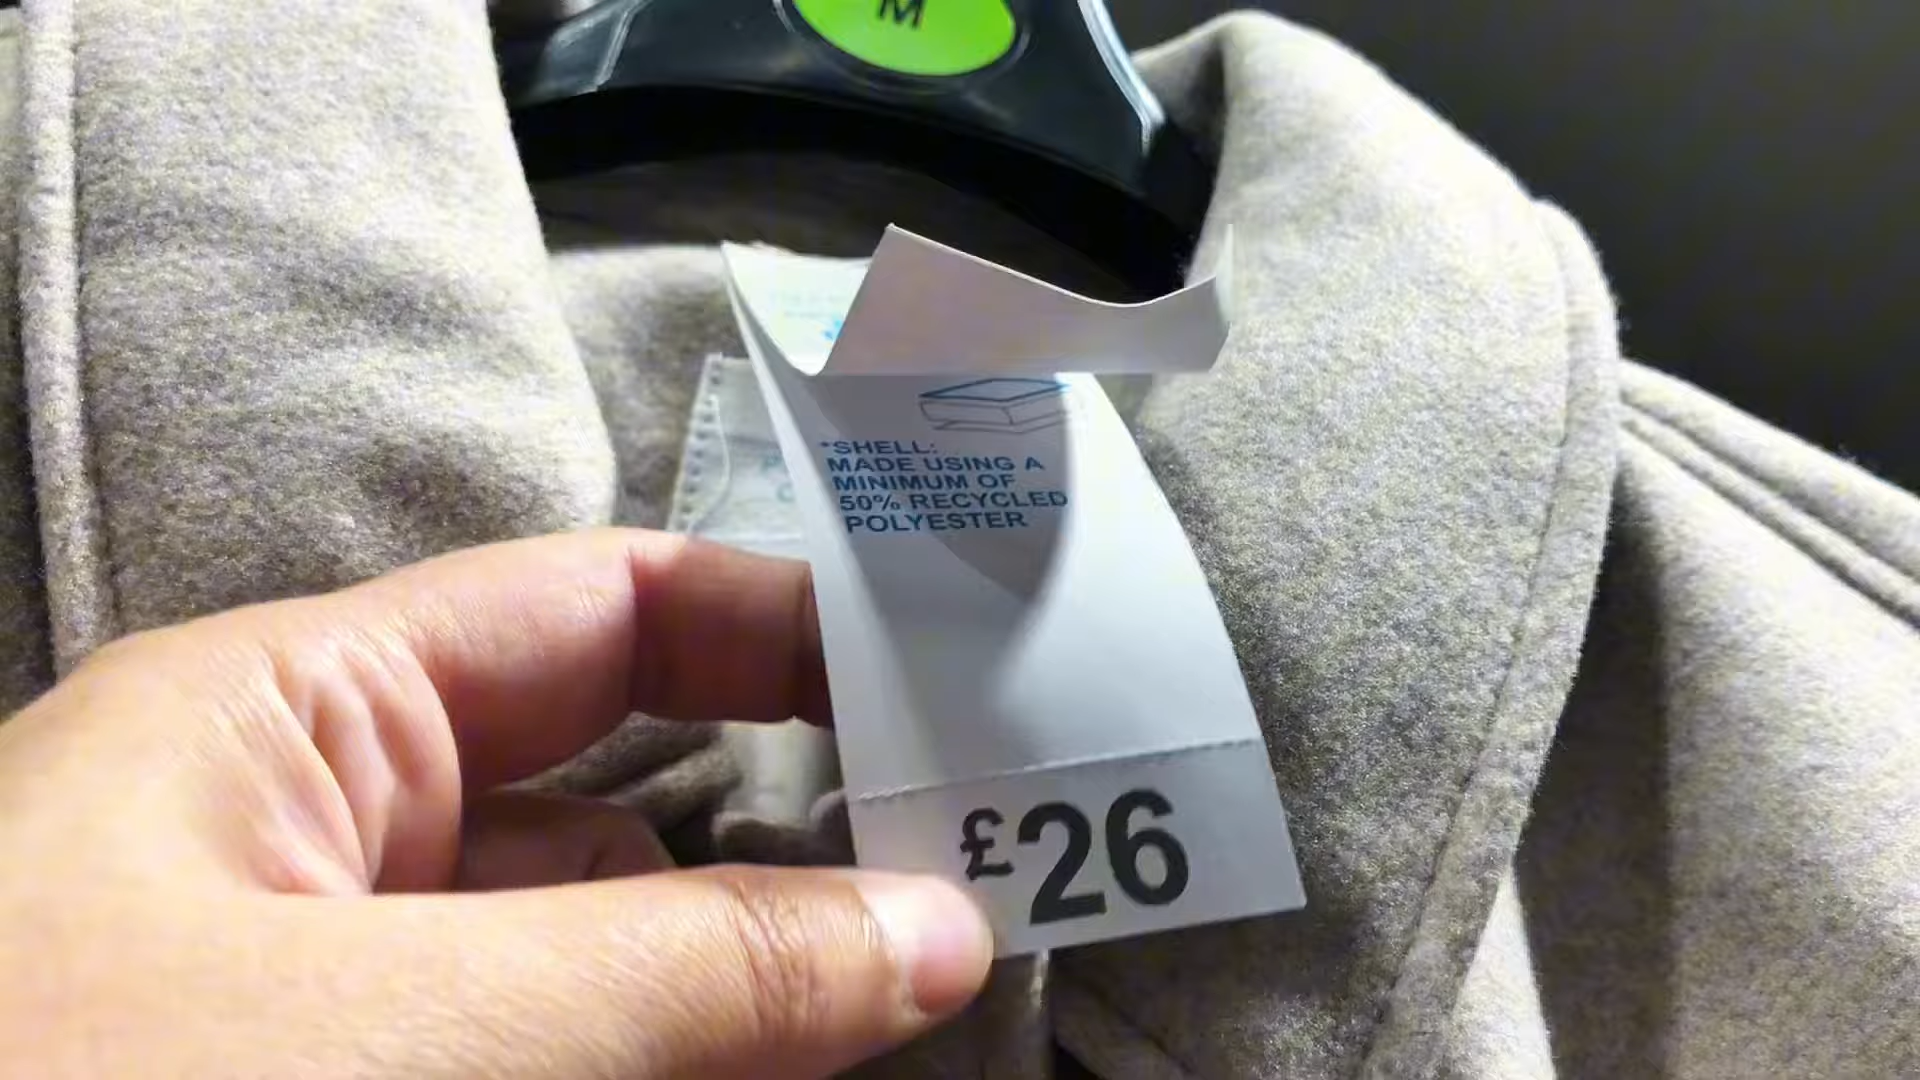 M
*SHELL:
MADE USING A
MINIMUM OF
50% RECYCLED
POLYESTER
£26